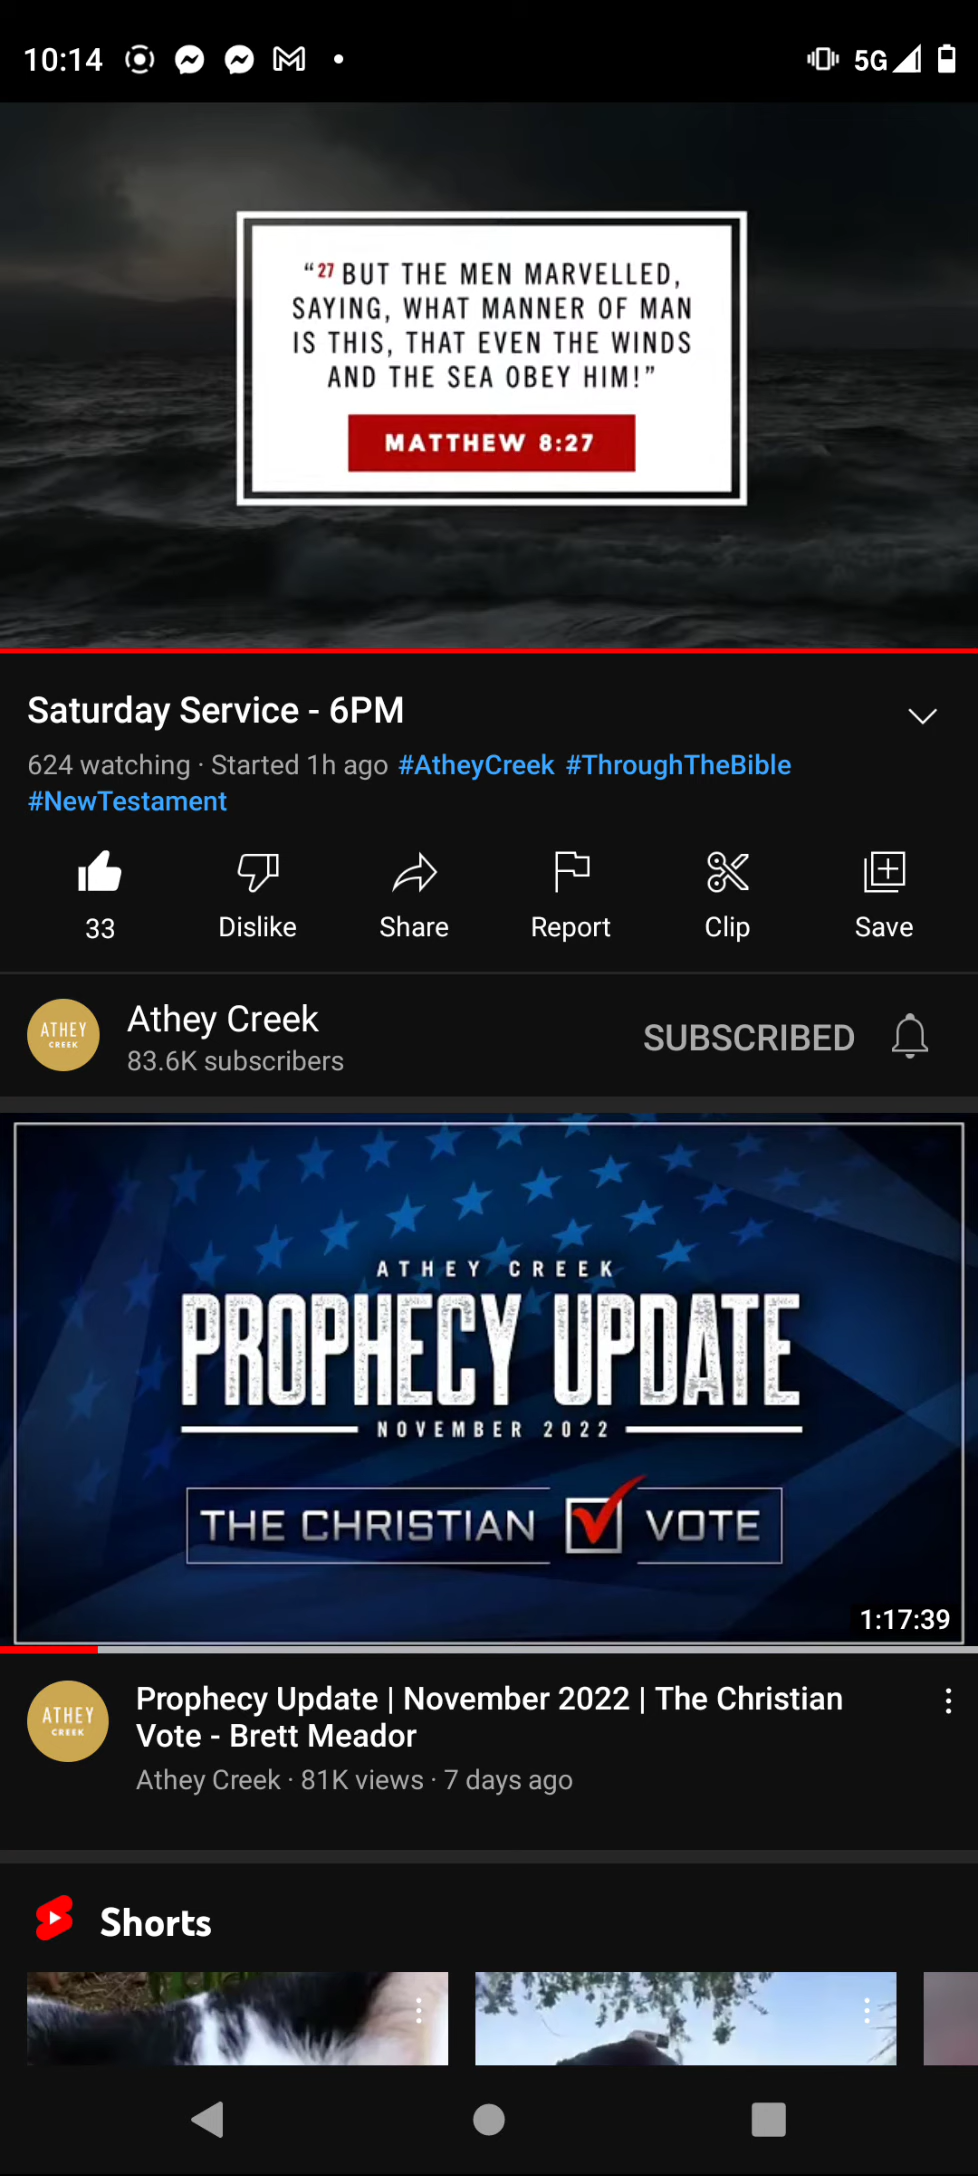 10:14
5G
“27 BUT THE MEN MARVELLED,
SAYING, WHAT MANNER OF MAN
IS THIS, THAT EVEN THE WINDS
AND THE SEA OBEY HIM!”
MATTHEW 8:27
Saturday Service - 6PM
624 watching · Started 1h ago #AtheyCreek #ThroughTheBible
#NewTestament
33 Dislike Share Report Clip Save
ATHEY
CREEK
Athey Creek
83.6K subscribers
SUBSCRIBED
ATHEY CREEK
PROPHECY UPDATE
NOVEMBER 2022
THE CHRISTIAN VOTE
1:17:39
ATHEY
CREEK
Prophecy Update | November 2022 | The Christian
Vote - Brett Meador
Athey Creek · 81K views · 7 days ago
Shorts